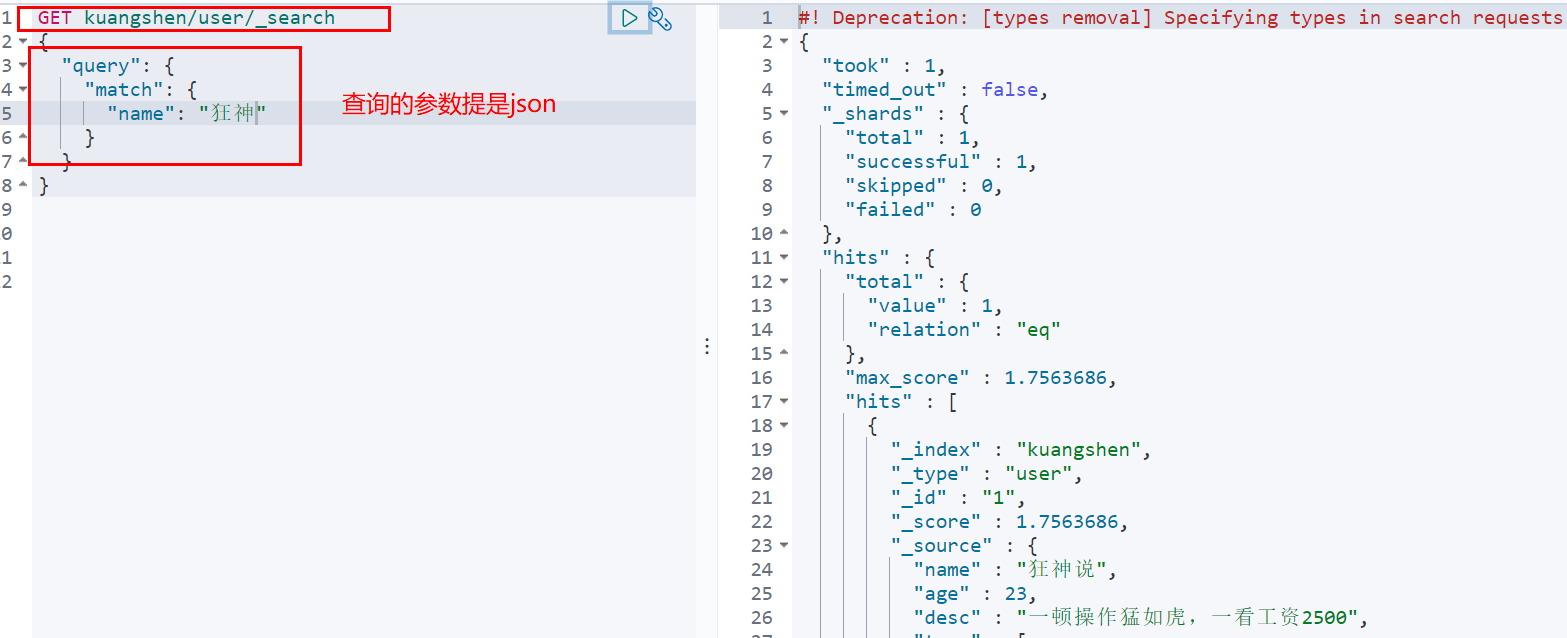 1 GET kuangshen/user/_search
2 {
3 "query": {
4 "match": {
5 "name": "狂神"
6 }
7 }
8 }
9
0
1
2
查询的参数提是json
1 #! Deprecation: [types removal] Specifying types in search requests
2 {
3 "took" : 1,
4 "timed_out" : false,
5 "_shards" : {
6 "total" : 1,
7 "successful" : 1,
8 "skipped" : 0,
9 "failed" : 0
10 },
11 "hits" : {
12 "total" : {
13 "value" : 1,
14 "relation" : "eq"
15 },
16 "max_score" : 1.7563686,
17 "hits" : [
18 {
19 "_index" : "kuangshen",
20 "_type" : "user",
21 "_id" : "1",
22 "_score" : 1.7563686,
23 "_source" : {
24 "name" : "狂神说",
25 "age" : 23,
26 "desc" : "一顿操作猛如虎，一看工资2500",